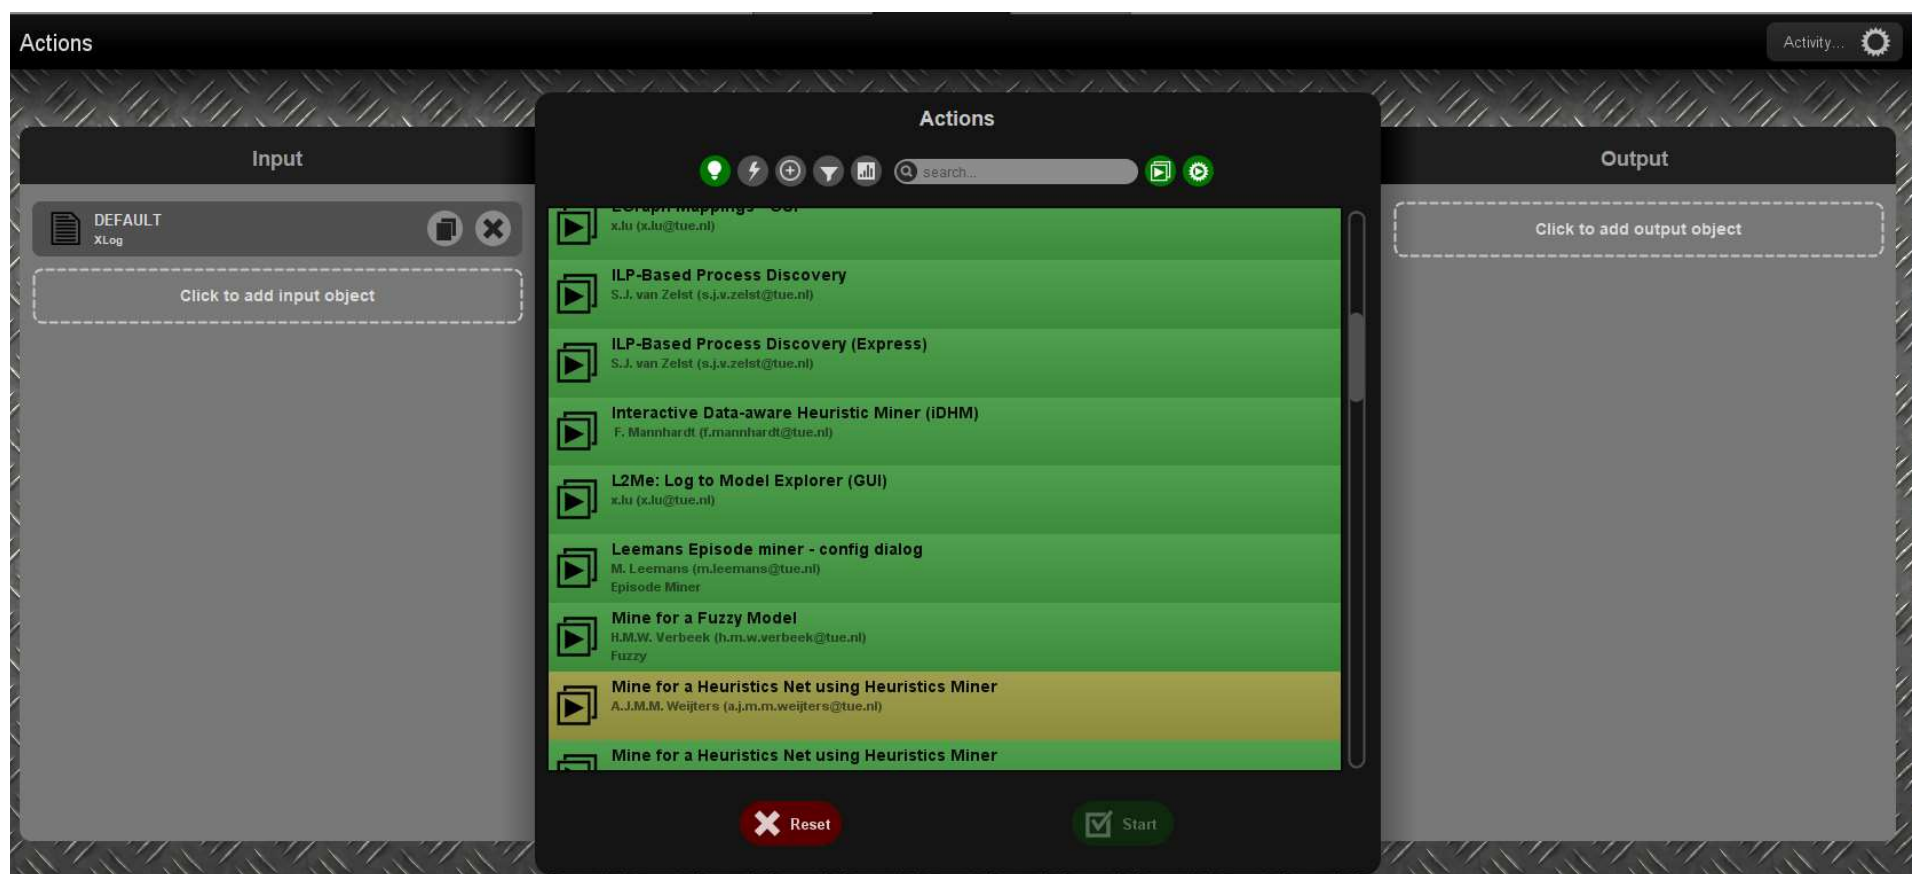 Actions
Activity...
Actions
Input
search...
Output
DEFAULT
XLog
Click to add input object
Click to add output object
x.lu (x.lu@tue.nl)
ILP-Based Process Discovery
S.J. van Zelst (s.j.v.zelst@tue.nl)
ILP-Based Process Discovery (Express)
S.J. van Zelst (s.j.v.zelst@tue.nl)
Interactive Data-aware Heuristic Miner (iDHM)
F. Mannhardt (f.mannhardt@tue.nl)
L2Me: Log to Model Explorer (GUI)
x.lu (x.lu@tue.nl)
Leemans Episode miner - config dialog
M. Leemans (m.leemans@tue.nl)
Episode Miner
Mine for a Fuzzy Model
H.M.W. Verbeek (h.m.w.verbeek@tue.nl)
Fuzzy
Mine for a Heuristics Net using Heuristics Miner
A.J.M.M. Weijters (a.j.m.m.weijters@tue.nl)
Mine for a Heuristics Net using Heuristics Miner
Reset
Start